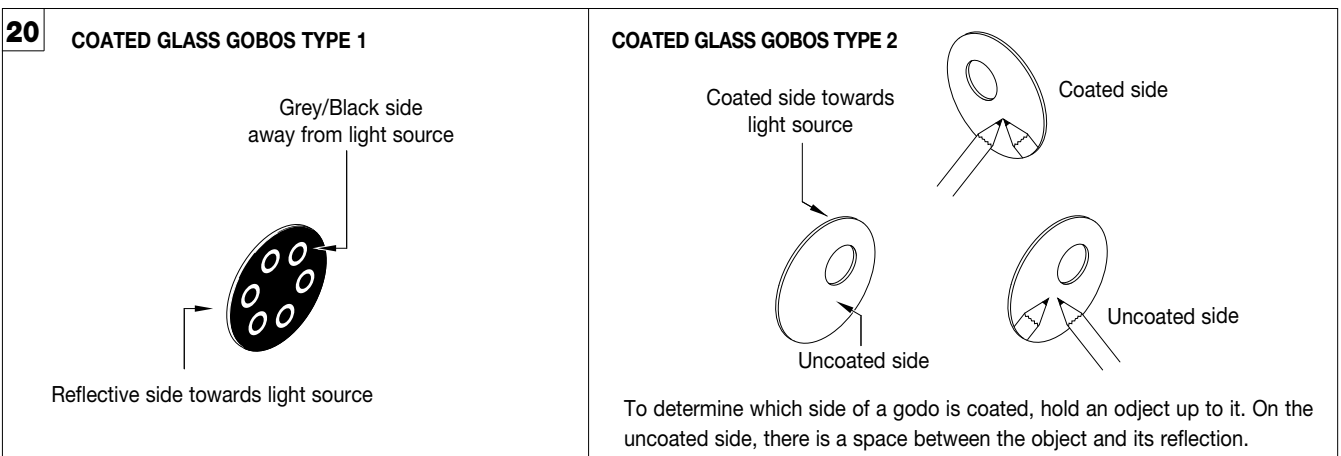 20
COATED GLASS GOBOS TYPE 1
Grey/Black side
away from light source
Reflective side towards light source
COATED GLASS GOBOS TYPE 2
Coated side towards
light source
Coated side
Uncoated side
Uncoated side
To determine which side of a godo is coated, hold an odject up to it. On the
uncoated side, there is a space between the object and its reflection.